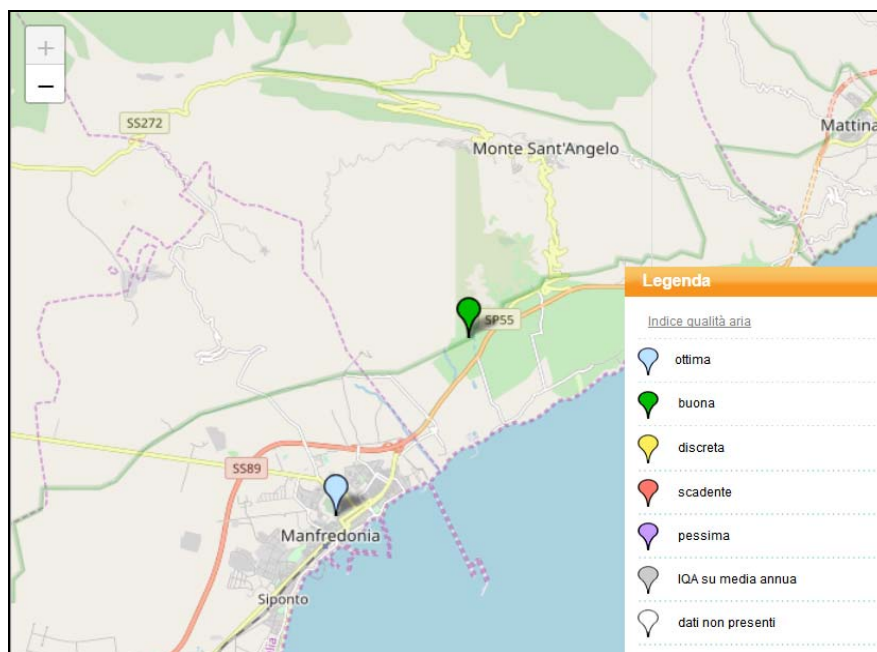 +
−
SS272
Monte Sant'Angelo
Mattina
SP55
SS89
Manfredonia
Siponto
Legenda
Indice qualità aria
ottima
buona
discreta
scadente
pessima
IQA su media annua
dati non presenti